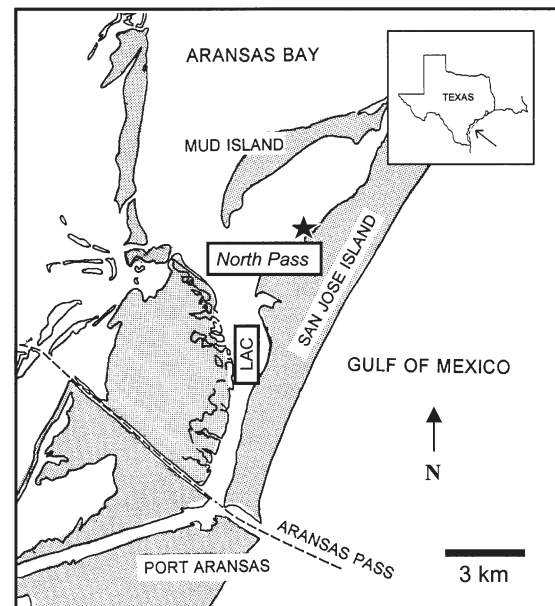 ARANSAS BAY
TEXAS
MUD ISLAND
North Pass
SAN JOSE ISLAND
LAC
GULF OF MEXICO
N
ARANSAS PASS
PORT ARANSAS
3 km